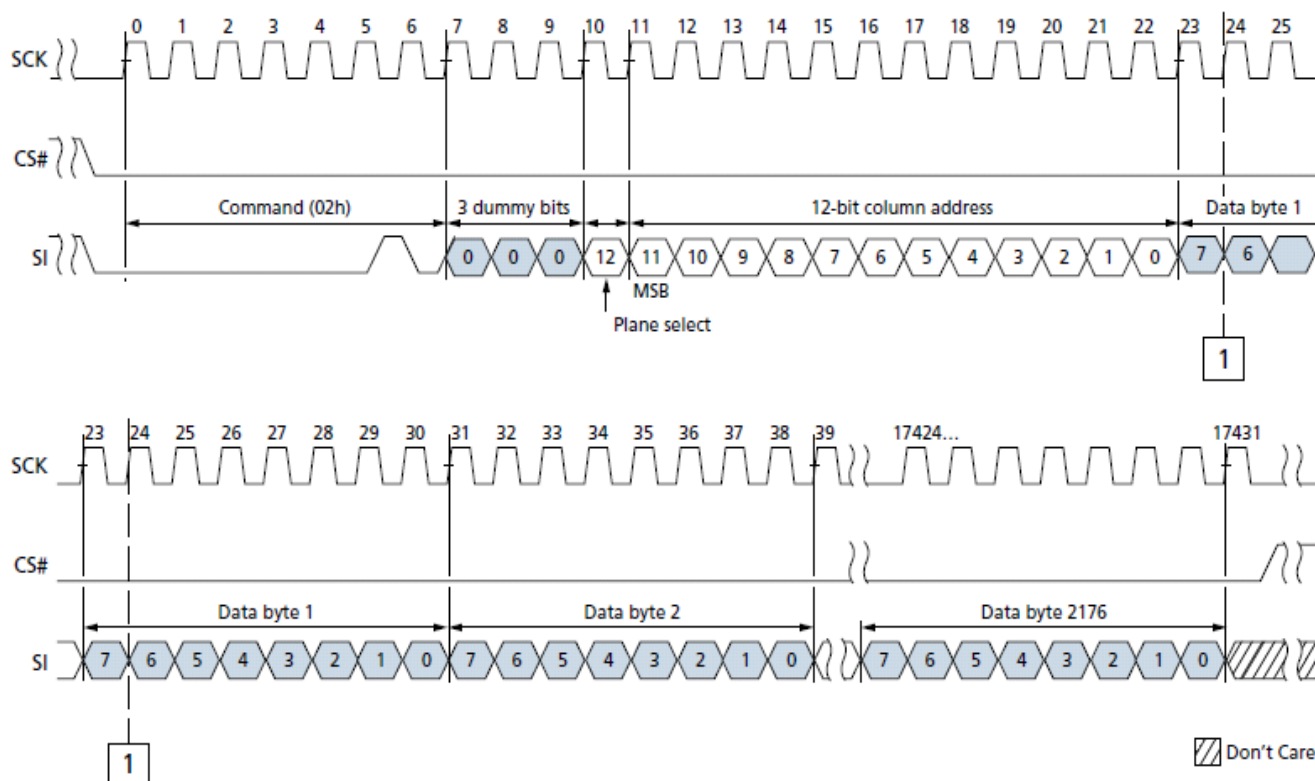 0 1 2 3 4 5 6 7 8 9 10 11 12 13 14 15 16 17 18 19 20 21 22 23 24 25
SCK
CS#
Command (02h) 3 dummy bits 12-bit column address Data byte 1
SI 0 0 0 12 11 10 9 8 7 6 5 4 3 2 1 0 7 6
MSB
Plane select
1
23 24 25 26 27 28 29 30 31 32 33 34 35 36 37 38 39 17424... 17431
SCK
CS#
Data byte 1 Data byte 2 Data byte 2176
SI 7 6 5 4 3 2 1 0 7 6 5 4 3 2 1 0 7 6 5 4 3 2 1 0
1
Don't Care